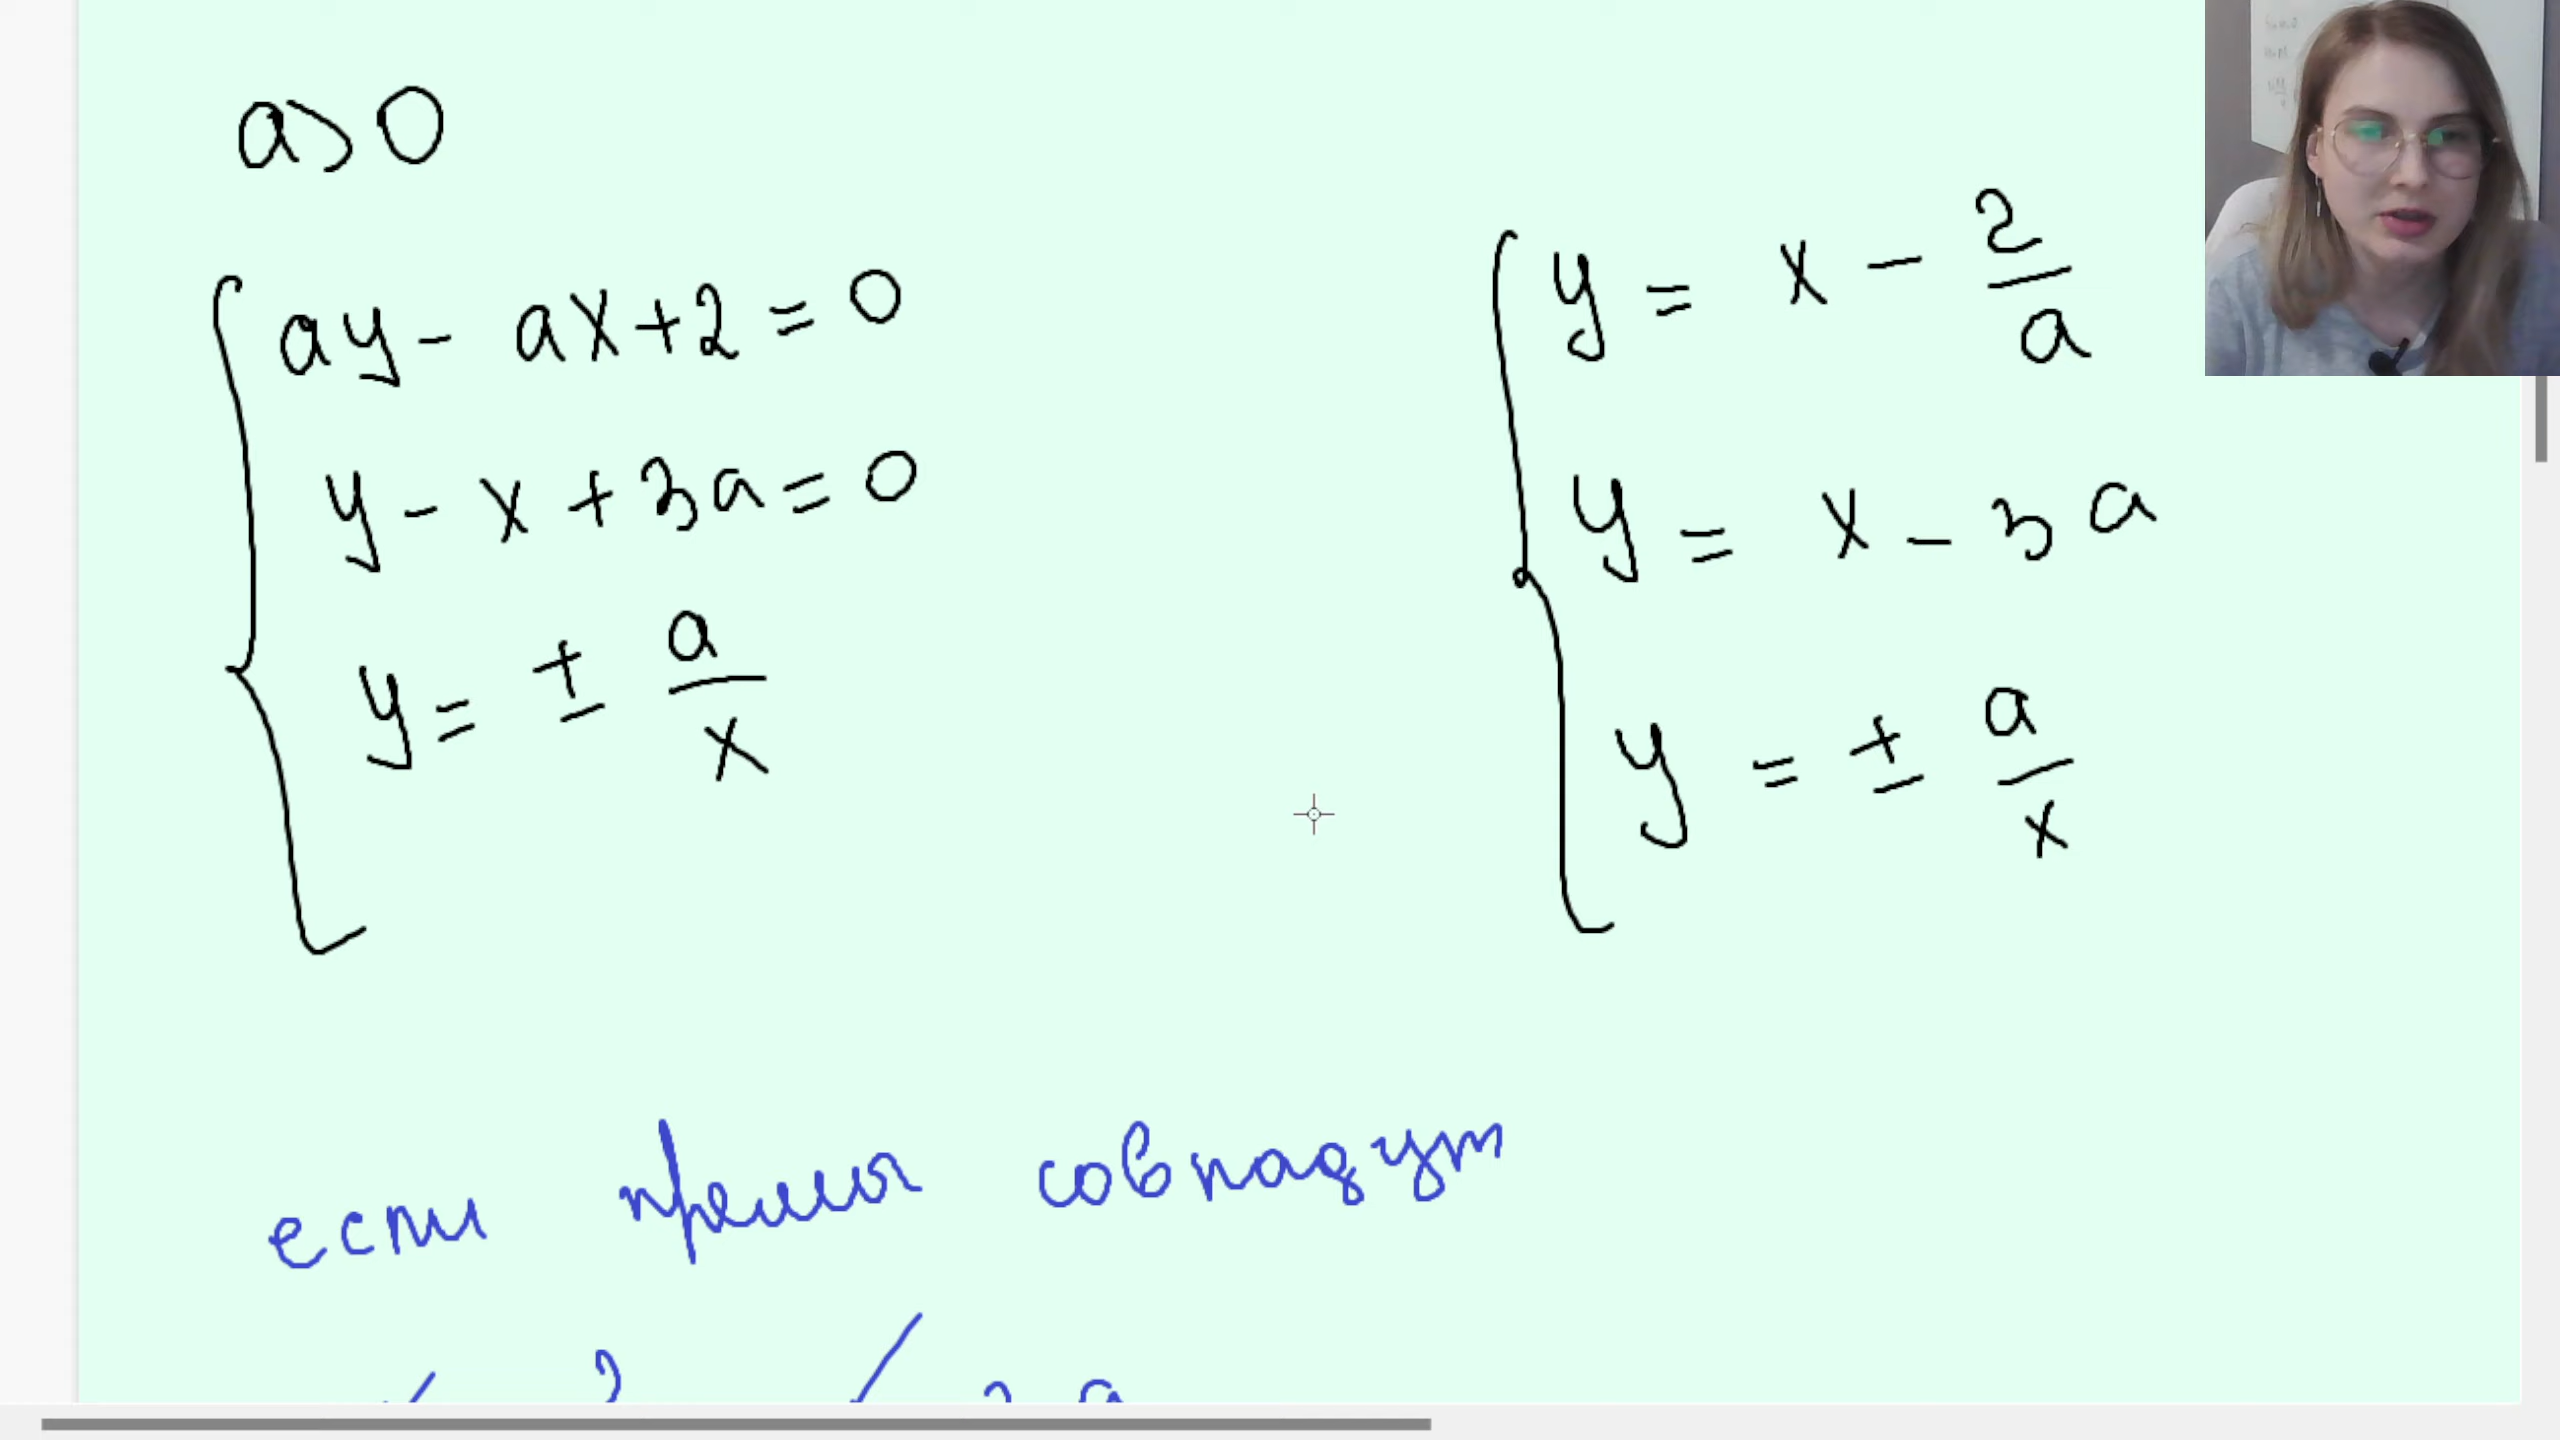 a>0
ay - ax + 2 = 0
y - x + 3a = 0
y = ± a/x
y = x - 2/a
y = x - 3a
y = ± a/x
если прямые совпадут